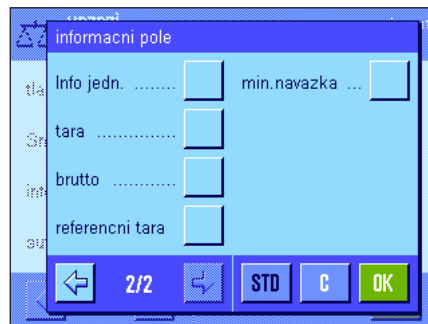 informacni pole
Info jedn. ........
min.navazka ...
tara ..............
brutto ...........
referencni tara
2/2
STD
C
OK